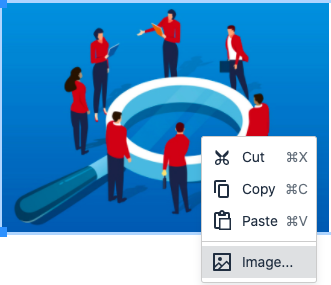 Cut ⌘X
Copy ⌘C
Paste ⌘V
Image...